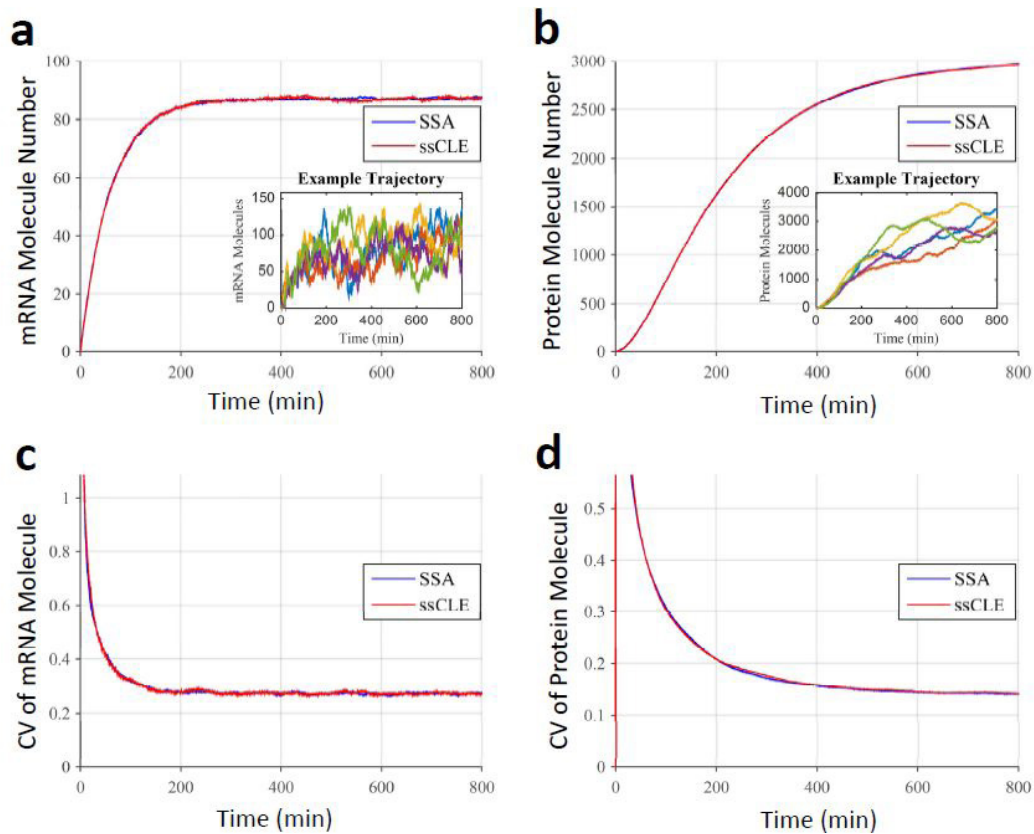 a
mRNA Molecule Number
100
80
60
40
20
0
0 200 400 600 800
Time (min)
SSA
ssCLE
Example Trajectory
mRNA Molecules
150
100
50
0
0 200 400 600 800
Time (min)
b
Protein Molecule Number
3000
2500
2000
1500
1000
500
0
0 200 400 600 800
Time (min)
SSA
ssCLE
Example Trajectory
Protein Molecules
4000
3000
2000
1000
0
0 200 400 600 800
Time (min)
c
CV of mRNA Molecule
1
0.8
0.6
0.4
0.2
0
0 200 400 600 800
Time (min)
SSA
ssCLE
d
CV of Protein Molecule
0.5
0.4
0.3
0.2
0.1
0
0 200 400 600 800
Time (min)
SSA
ssCLE